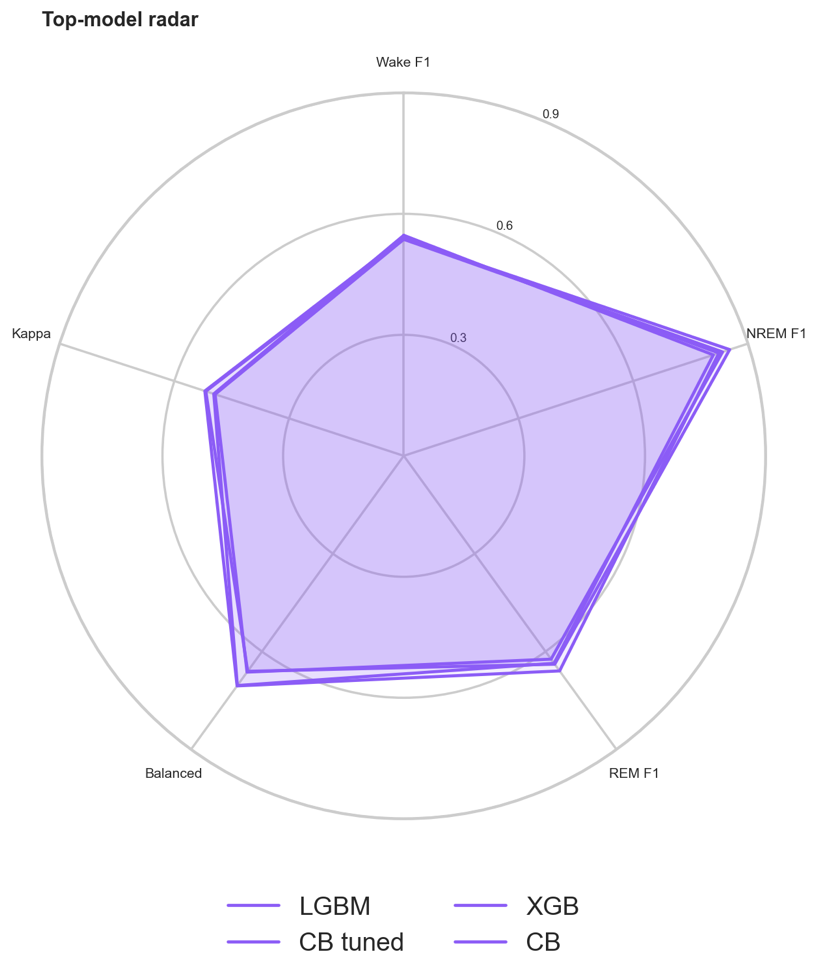 Top-model radar
Wake F1
0.9
0.6
0.3
Kappa
NREM F1
Balanced
REM F1
LGBM
XGB
CB tuned
CB